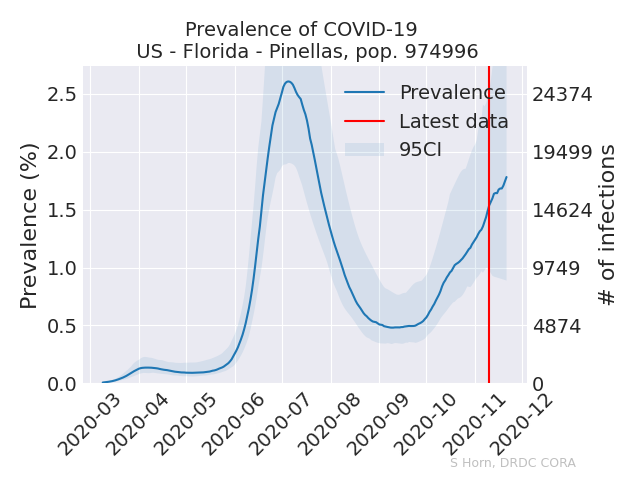 Prevalence of COVID-19
US - Florida - Pinellas, pop. 974996
Prevalence (%)
2.5
2.0
1.5
1.0
0.5
0.0
Prevalence
Latest data
95CI
24374
19499
14624
9749
4874
0
# of infections
2020-03
2020-04
2020-05
2020-06
2020-07
2020-08
2020-09
2020-10
2020-11
2020-12
S Horn, DRDC CORA